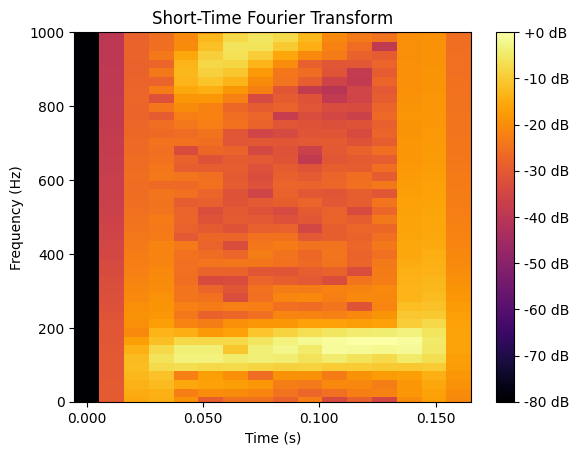 Short-Time Fourier Transform
1000
800
600
400
200
0
Frequency (Hz)
0.000
0.050
0.100
0.150
Time (s)
+0 dB
-10 dB
-20 dB
-30 dB
-40 dB
-50 dB
-60 dB
-70 dB
-80 dB